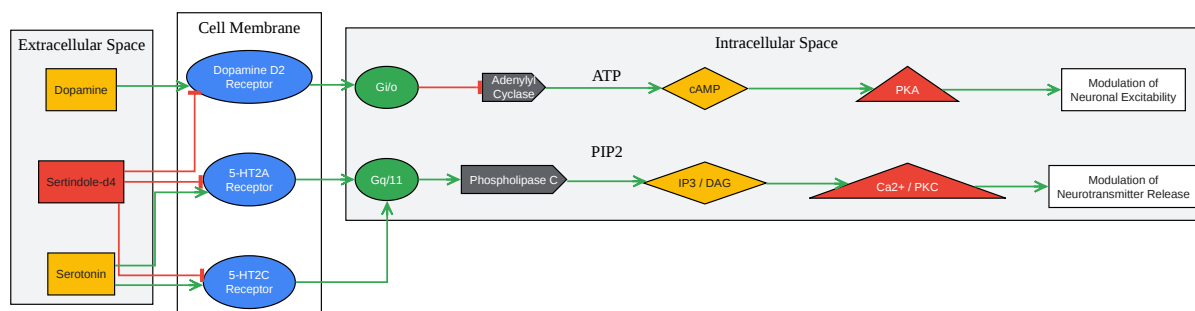 Extracellular Space
Cell Membrane
Intracellular Space
Dopamine
Dopamine D2
Receptor
Gi/o
Adenylyl
Cyclase
ATP
cAMP
PKA
Modulation of
Neuronal Excitability
Sertindole-d4
5-HT2A
Receptor
Gq/11
Phospholipase C
PIP2
IP3 / DAG
Ca2+ / PKC
Modulation of
Neurotransmitter Release
Serotonin
5-HT2C
Receptor